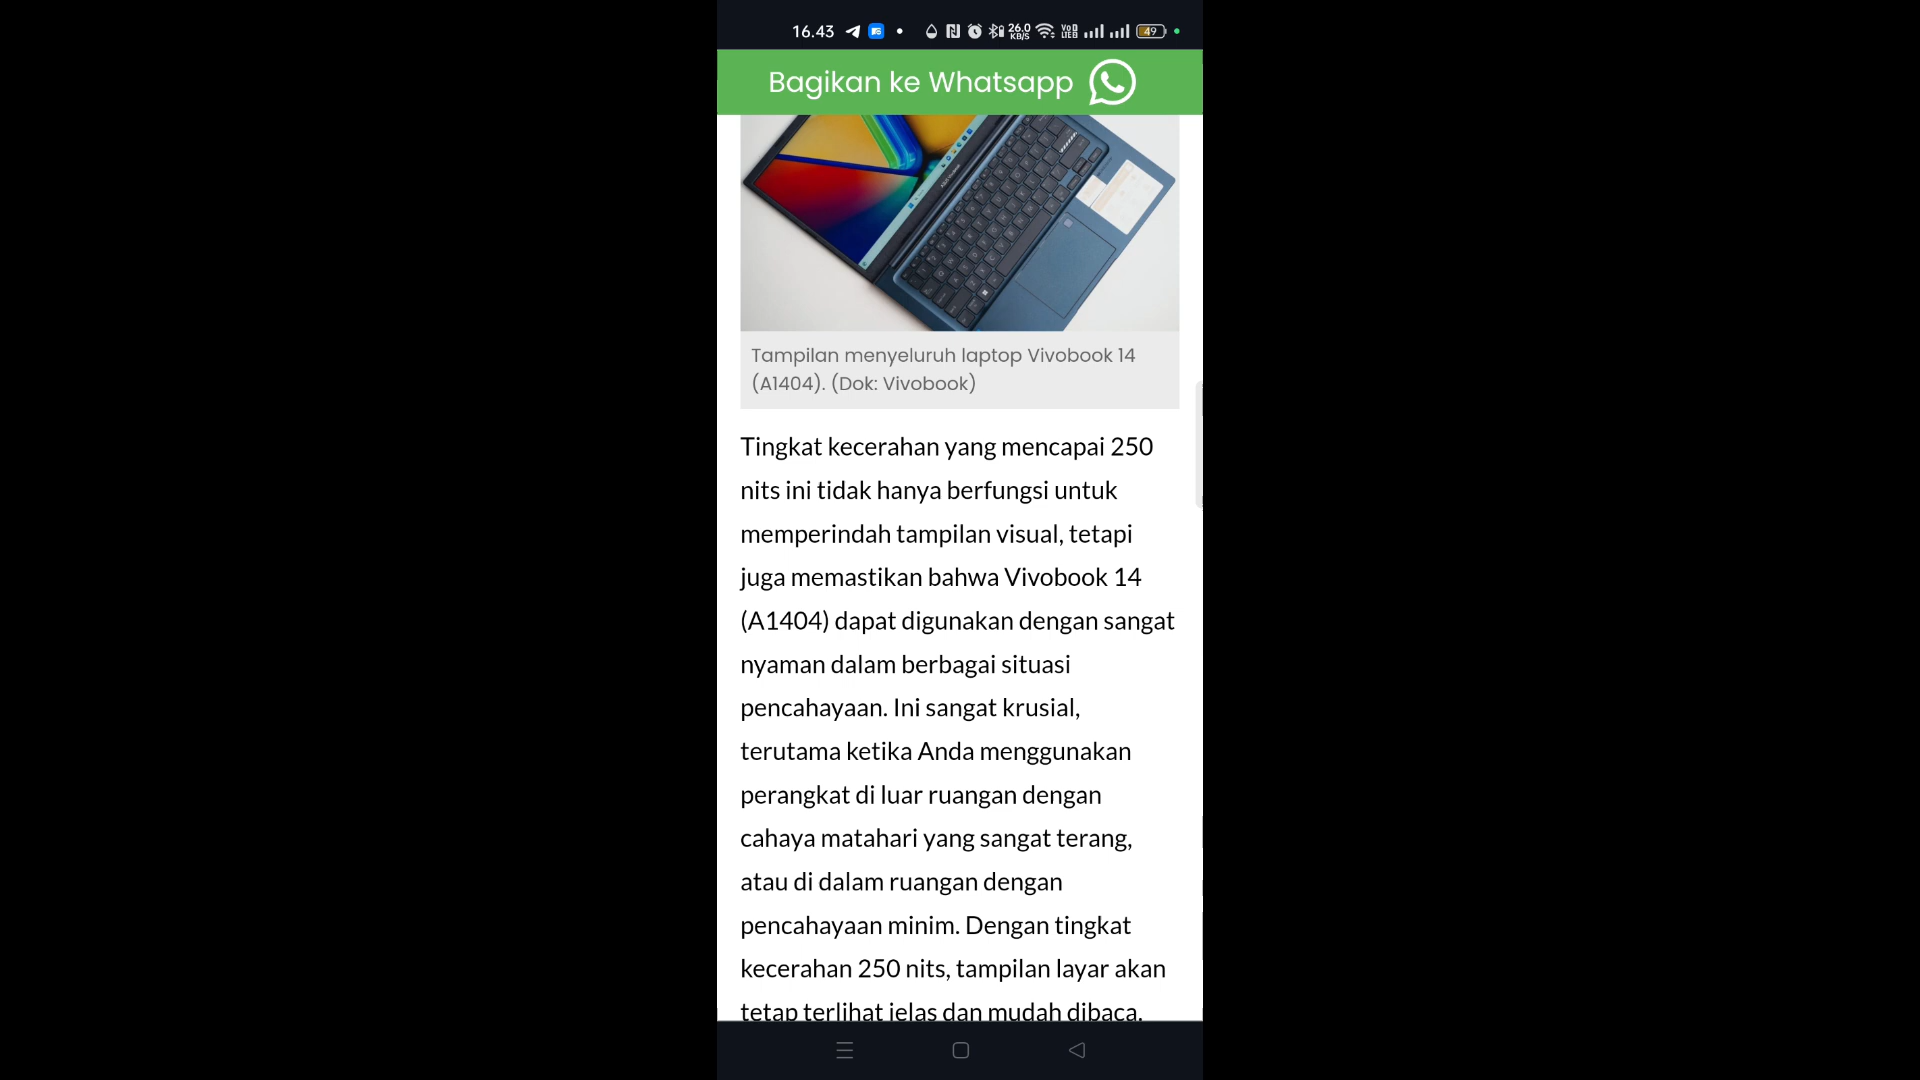 16.43 26.0 KB/S 49
Bagikan ke Whatsapp
Tampilan menyeluruh laptop Vivobook 14
(A1404). (Dok: Vivobook)
Tingkat kecerahan yang mencapai 250
nits ini tidak hanya berfungsi untuk
memperindah tampilan visual, tetapi
juga memastikan bahwa Vivobook 14
(A1404) dapat digunakan dengan sangat
nyaman dalam berbagai situasi
pencahayaan. Ini sangat krusial,
terutama ketika Anda menggunakan
perangkat di luar ruangan dengan
cahaya matahari yang sangat terang,
atau di dalam ruangan dengan
pencahayaan minim. Dengan tingkat
kecerahan 250 nits, tampilan layar akan
tetap terlihat jelas dan mudah dibaca.